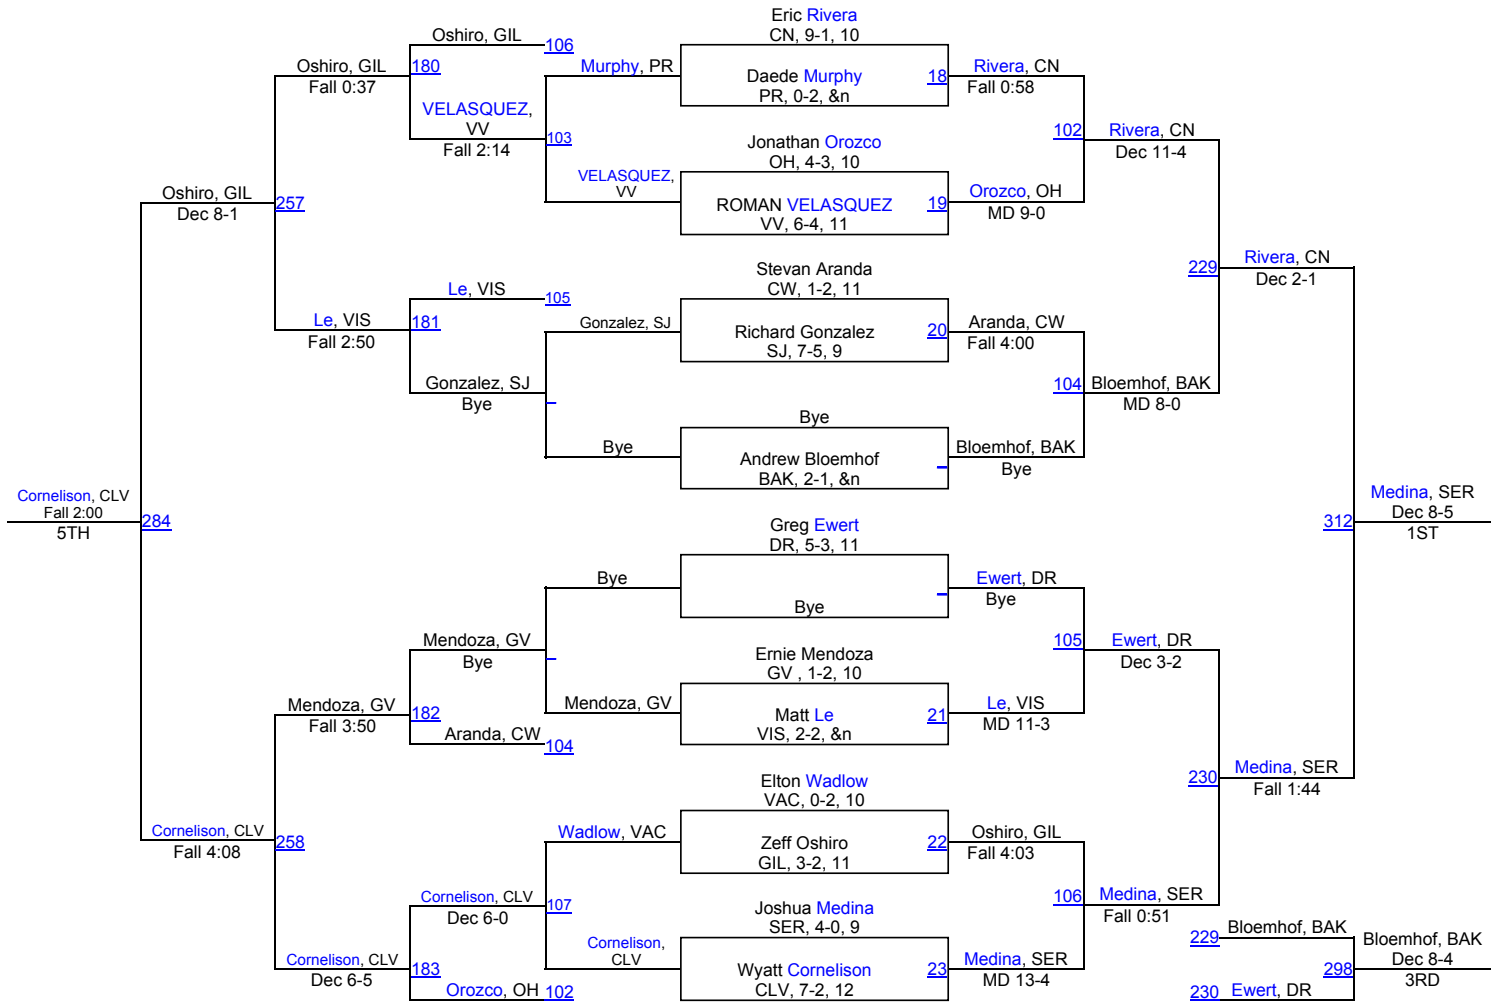 Eric Rivera
CN, 9-1, 10
Oshiro, GIL
106
Oshiro, GIL
180
Murphy, PR
Daede Murphy
18
Rivera, CN
Fall 0:37
PR, 0-2, &n
Fall 0:58
VELASQUEZ,
VV
103
Jonathan Orozco
102
Rivera, CN
Fall 2:14
OH, 4-3, 10
Dec 11-4
VELASQUEZ,
VV
Oshiro, GIL
257
ROMAN VELASQUEZ
19
Orozco, OH
Dec 8-1
VV, 6-4, 11
MD 9-0
Stevan Aranda
229
Rivera, CN
CW, 1-2, 11
Dec 2-1
Le, VIS
105
Le, VIS
181
Gonzalez, SJ
Richard Gonzalez
20
Aranda, CW
Fall 2:50
SJ, 7-5, 9
Fall 4:00
Gonzalez, SJ
104
Bloemhof, BAK
Bye
MD 8-0
Bye
Bye
Andrew Bloemhof
Bloemhof, BAK
BAK, 2-1, &n
Bye
Cornelison, CLV
Fall 2:00
284
5TH
312
Medina, SER
Dec 8-5
1ST
Greg Ewert
DR, 5-3, 11
Bye
Ewert, DR
Bye
Bye
Mendoza, GV
Bye
Ernie Mendoza
GV , 1-2, 10
105
Ewert, DR
Dec 3-2
Mendoza, GV
182
Mendoza, GV
Matt Le
21
Le, VIS
Fall 3:50
VIS, 2-2, &n
MD 11-3
Aranda, CW
104
Elton Wadlow
VAC, 0-2, 10
230
Medina, SER
Fall 1:44
Cornelison, CLV
258
Wadlow, VAC
Zeff Oshiro
22
Oshiro, GIL
Fall 4:08
GIL, 3-2, 11
Fall 4:03
Cornelison, CLV
107
Dec 6-0
Joshua Medina
SER, 4-0, 9
106
Medina, SER
Fall 0:51
Cornelison,
CLV
Cornelison, CLV
183
Wyatt Cornelison
23
Medina, SER
Dec 6-5
CLV, 7-2, 12
MD 13-4
Orozco, OH
102
229
Bloemhof, BAK
298
Bloemhof, BAK
Dec 8-4
3RD
230
Ewert, DR